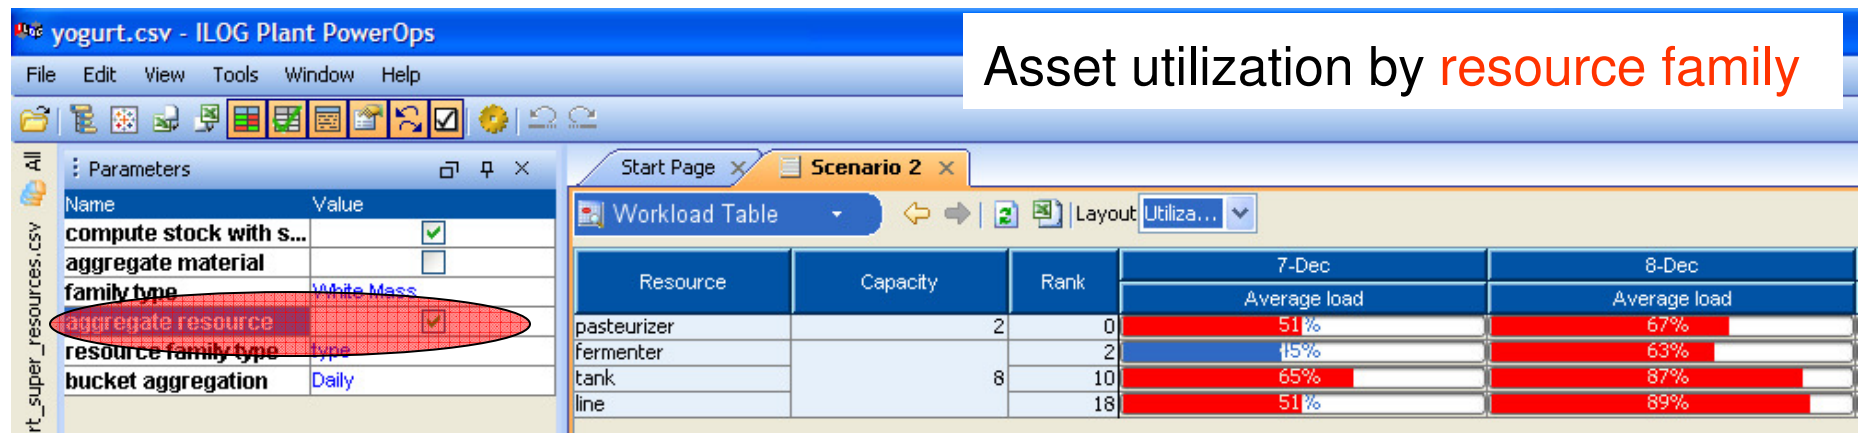 yogurt.csv - ILOG Plant PowerOps
Asset utilization by resource family
File Edit View Tools Window Help
All
rt_super_resources.csv
Parameters
Name Value
compute stock with s...
aggregate material
family type White Mass
aggregate resource
resource family type type
bucket aggregation Daily
Start Page Scenario 2
Workload Table Layout Utiliza...
Resource Capacity Rank 7-Dec 8-Dec
Average load Average load
pasteurizer 2 0 51% 67%
fermenter 2 45% 63%
tank 8 10 65% 87%
line 18 51% 89%